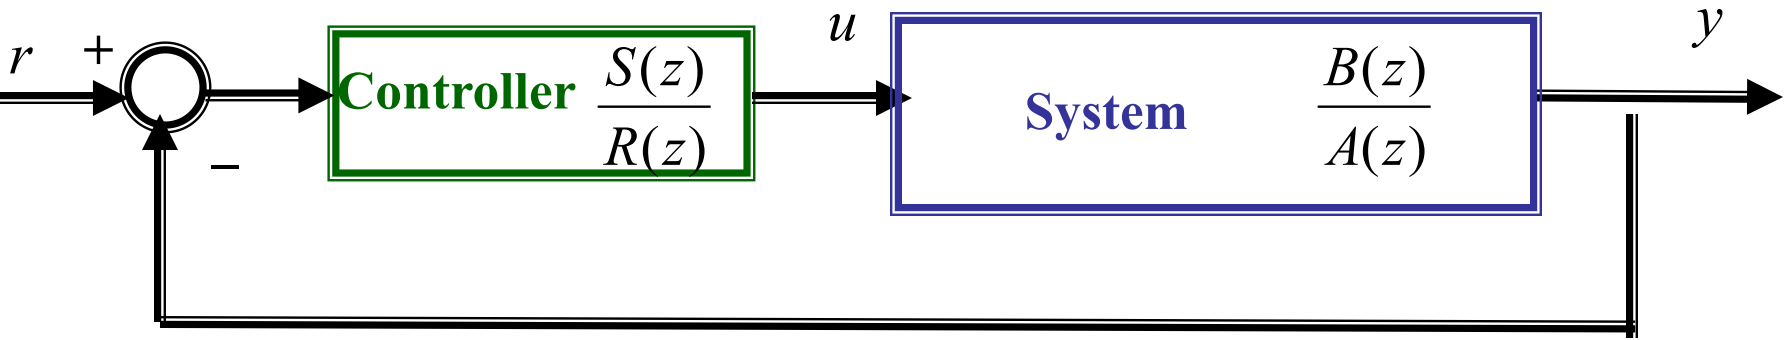 r
+
−
Controller
S(z)
R(z)
u
System
B(z)
A(z)
y